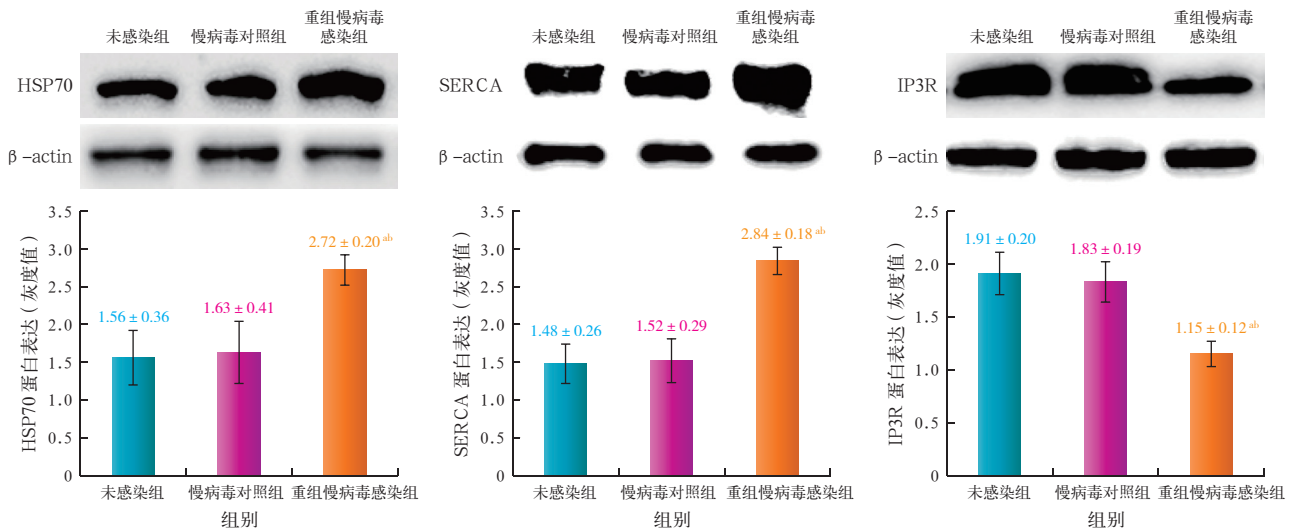 未感染组 慢病毒对照组 重组慢病毒感染组
HSP70
β-actin
HSP70 蛋白表达(灰度值)
3.5
3.0
2.5
2.0
1.5
1.0
0.5
0
1.56±0.36
1.63±0.41
2.72±0.20 ab
未感染组 慢病毒对照组 重组慢病毒感染组
组别
未感染组 慢病毒对照组 重组慢病毒感染组
SERCA
β-actin
SERCA 蛋白表达(灰度值)
3.5
3.0
2.5
2.0
1.5
1.0
0.5
0
1.48±0.26
1.52±0.29
2.84±0.18 ab
未感染组 慢病毒对照组 重组慢病毒感染组
组别
未感染组 慢病毒对照组 重组慢病毒感染组
IP3R
β-actin
IP3R 蛋白表达(灰度值)
2.5
2.0
1.5
1.0
0.5
0
1.91±0.20
1.83±0.19
1.15±0.12 ab
未感染组 慢病毒对照组 重组慢病毒感染组
组别